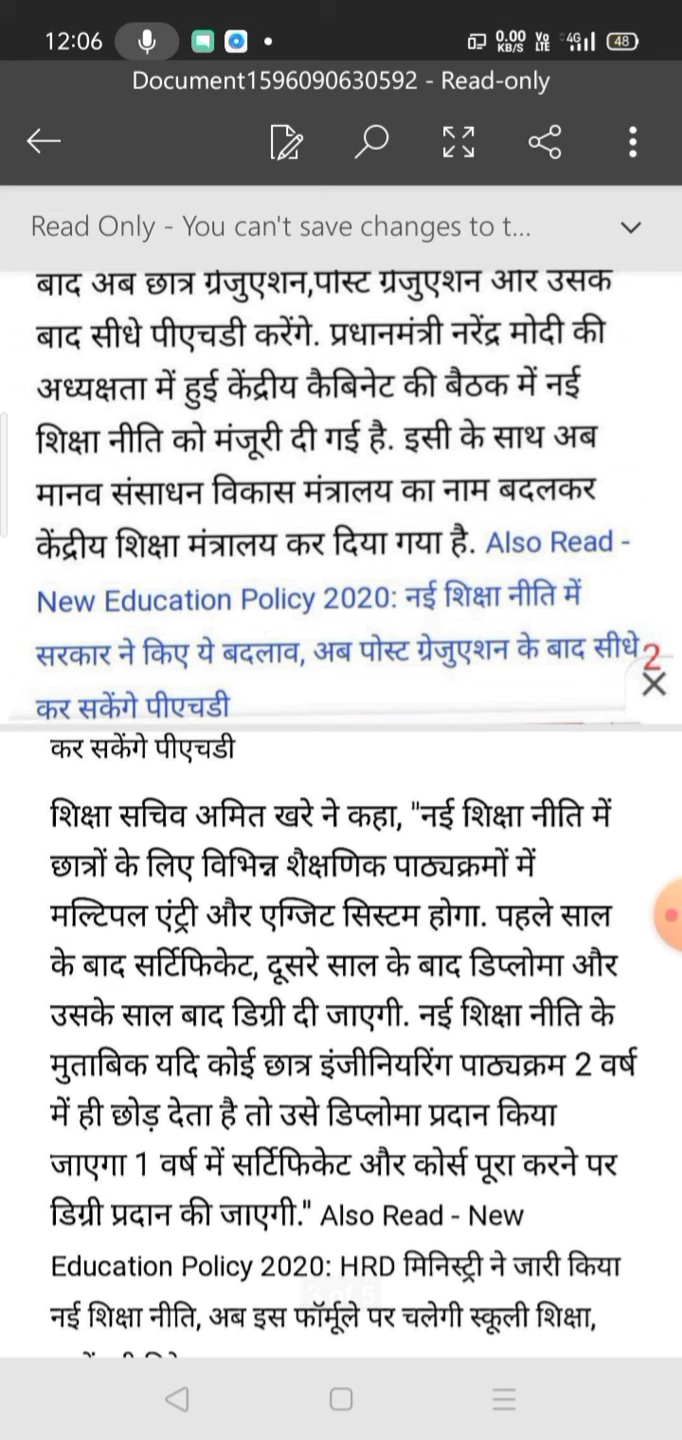 12:06
0.00 KB/S Vo LTE 4G 48
Document1596090630592 - Read-only
Read Only - You can't save changes to t...
बाद अब छात्र ग्रेजुएशन,पोस्ट ग्रेजुएशन और उसके
बाद सीधे पीएचडी करेंगे. प्रधानमंत्री नरेंद्र मोदी की
अध्यक्षता में हुई केंद्रीय कैबिनेट की बैठक में नई
शिक्षा नीति को मंजूरी दी गई है. इसी के साथ अब
मानव संसाधन विकास मंत्रालय का नाम बदलकर
केंद्रीय शिक्षा मंत्रालय कर दिया गया है. Also Read -
New Education Policy 2020: नई शिक्षा नीति में
सरकार ने किए ये बदलाव, अब पोस्ट ग्रेजुएशन के बाद सीधे
2
कर सकेंगे पीएचडी
कर सकेंगे पीएचडी
शिक्षा सचिव अमित खरे ने कहा, "नई शिक्षा नीति में
छात्रों के लिए विभिन्न शैक्षणिक पाठ्यक्रमों में
मल्टिपल एंट्री और एग्जिट सिस्टम होगा. पहले साल
के बाद सर्टिफिकेट, दूसरे साल के बाद डिप्लोमा और
उसके साल बाद डिग्री दी जाएगी. नई शिक्षा नीति के
मुताबिक यदि कोई छात्र इंजीनियरिंग पाठ्यक्रम 2 वर्ष
में ही छोड़ देता है तो उसे डिप्लोमा प्रदान किया
जाएगा 1 वर्ष में सर्टिफिकेट और कोर्स पूरा करने पर
डिग्री प्रदान की जाएगी." Also Read - New
Education Policy 2020: HRD मिनिस्ट्री ने जारी किया
नई शिक्षा नीति, अब इस फॉर्मूले पर चलेगी स्कूली शिक्षा,